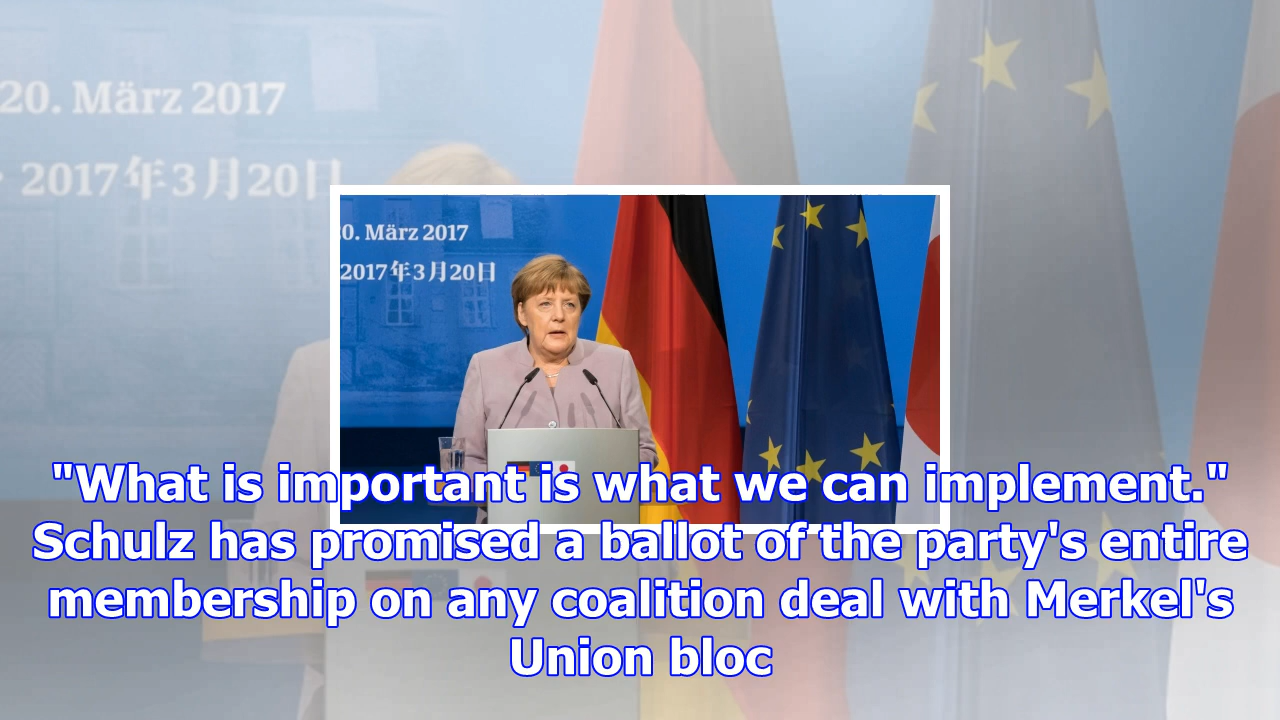 20. März 2017
· 2017年3月20日
20. März 2017
2017年3月20日
"What is important is what we can implement."
Schulz has promised a ballot of the party's entire
membership on any coalition deal with Merkel's
Union bloc